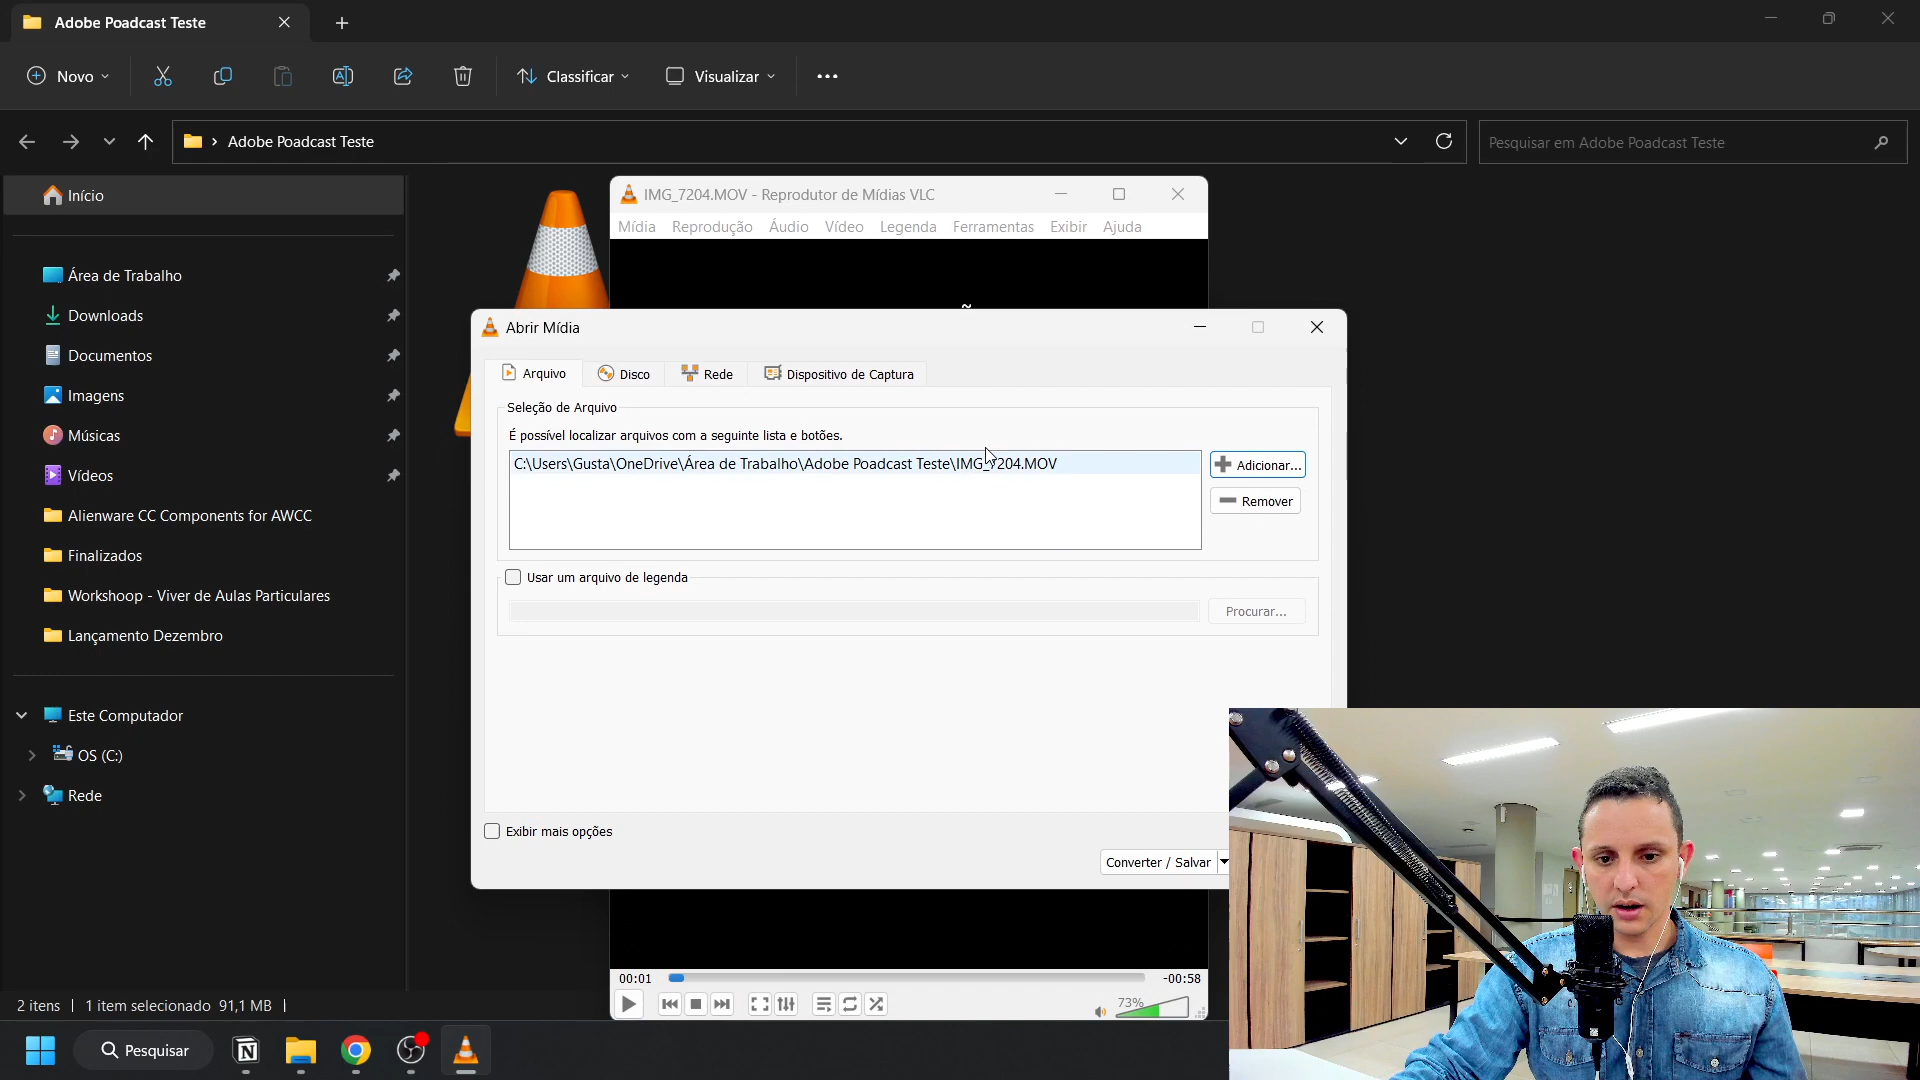 Adobe Poadcast Teste
Novo
Classificar
Visualizar
Adobe Poadcast Teste
Pesquisar em Adobe Poadcast Teste
Início
Área de Trabalho
Downloads
Documentos
Imagens
Músicas
Vídeos
Alienware CC Components for AWCC
Finalizados
Workshoop - Viver de Aulas Particulares
Lançamento Dezembro
Este Computador
OS (C:)
Rede
IMG_7204.MOV - Reprodutor de Mídias VLC
Mídia Reprodução Áudio Vídeo Legenda Ferramentas Exibir Ajuda
Abrir Mídia
Arquivo
Disco
Rede
Dispositivo de Captura
Seleção de Arquivo
É possível localizar arquivos com a seguinte lista e botões.
C:\Users\Gusta\OneDrive\Área de Trabalho\Adobe Poadcast Teste\IMG_7204.MOV
Adicionar...
Remover
Usar um arquivo de legenda
Procurar...
Exibir mais opções
Converter / Salvar
00:01
-00:58
73%
2 itens
1 item selecionado 91,1 MB
Pesquisar